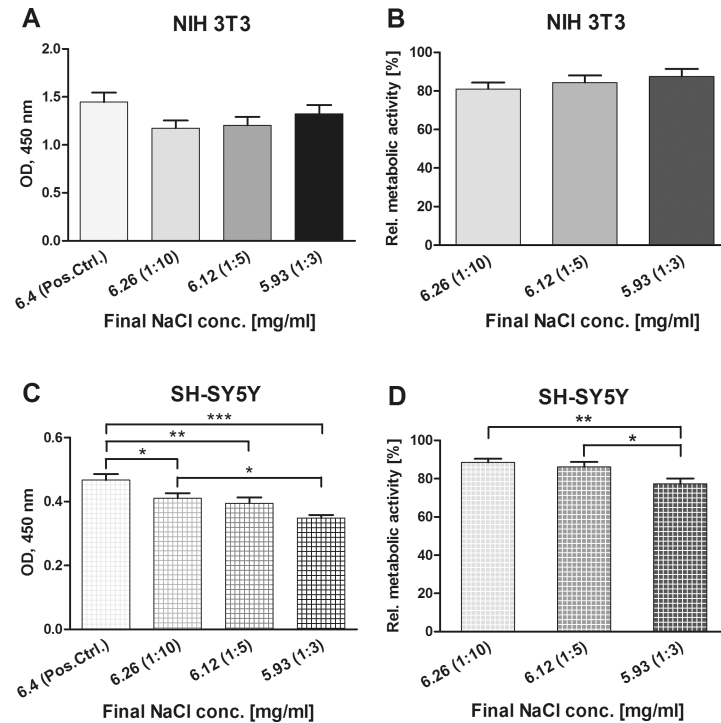 A
NIH 3T3
OD, 450 nm
2.0
1.5
1.0
0.5
0.0
6.4 (Pos.Ctrl.)
6.26 (1:10)
6.12 (1:5)
5.93 (1:3)
Final NaCl conc. [mg/ml]
B
NIH 3T3
Rel. metabolic activity [%]
100
80
60
40
20
0
6.26 (1:10)
6.12 (1:5)
5.93 (1:3)
Final NaCl conc. [mg/ml]
C
SH-SY5Y
OD, 450 nm
0.6
0.4
0.2
0.0
***
**
*
*
6.4 (Pos.Ctrl.)
6.26 (1:10)
6.12 (1:5)
5.93 (1:3)
Final NaCl conc. [mg/ml]
D
SH-SY5Y
Rel. metabolic activity [%]
100
80
60
40
20
0
**
*
6.26 (1:10)
6.12 (1:5)
5.93 (1:3)
Final NaCl conc. [mg/ml]